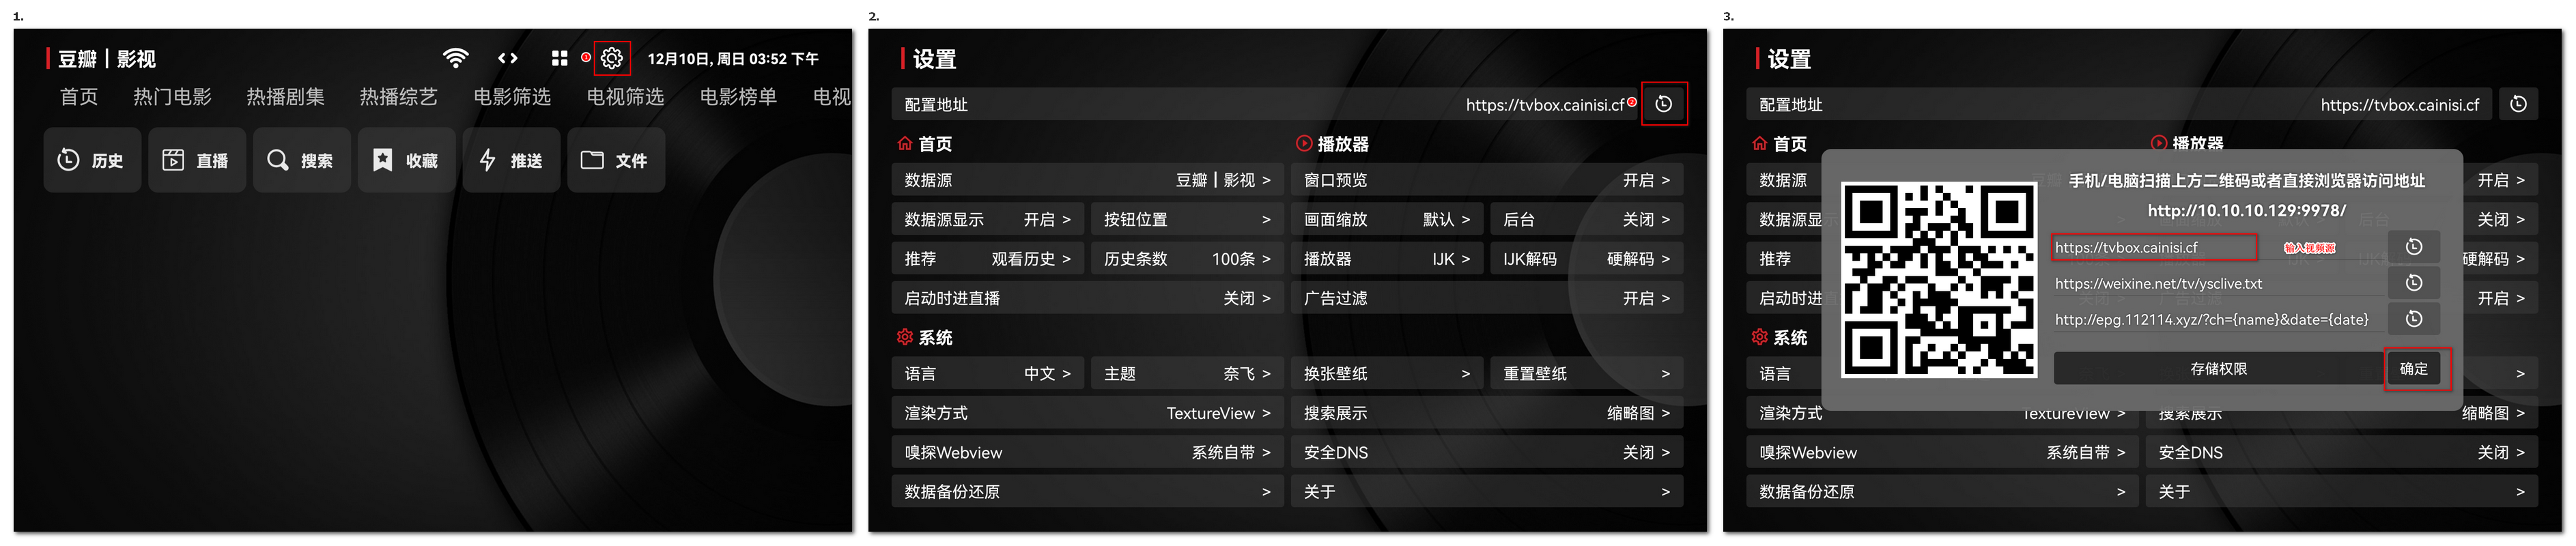 1.
豆瓣┃影视
1
12月10日, 周日 03:52 下午
首页 热门电影 热播剧集 热播综艺 电影筛选 电视筛选 电影榜单 电视
历史 直播 搜索 收藏 推送 文件
2.
设置
配置地址 https://tvbox.cainisi.cf
2
首页 播放器
数据源 豆瓣┃影视 > 窗口预览 开启 >
数据源显示 开启 > 按钮位置 > 画面缩放 默认 > 后台 关闭 >
推荐 观看历史 > 历史条数 100条 > 播放器 IJK > IJK解码 硬解码 >
启动时进直播 关闭 > 广告过滤 开启 >
系统
语言 中文 > 主题 奈飞 > 换张壁纸 > 重置壁纸 >
渲染方式 TextureView > 搜索展示 缩略图 >
嗅探Webview 系统自带 > 安全DNS 关闭 >
数据备份还原 > 关于 >
3.
设置
配置地址 https://tvbox.cainisi.cf
首页 播放器
数据源 开启 >
数据源显示 后台 关闭 >
推荐 硬解码 >
启动时进 广告过滤 开启 >
系统
语言 >
渲染方式 TextureView > 搜索展示 缩略图 >
嗅探Webview 系统自带 > 安全DNS 关闭 >
数据备份还原 > 关于 >
手机/电脑扫描上方二维码或者直接浏览器访问地址
http://10.10.10.129:9978/
https://tvbox.cainisi.cf 输入视频源
https://weixine.net/tv/ysclive.txt
http://epg.112114.xyz/?ch={name}&date={date}
存储权限 确定